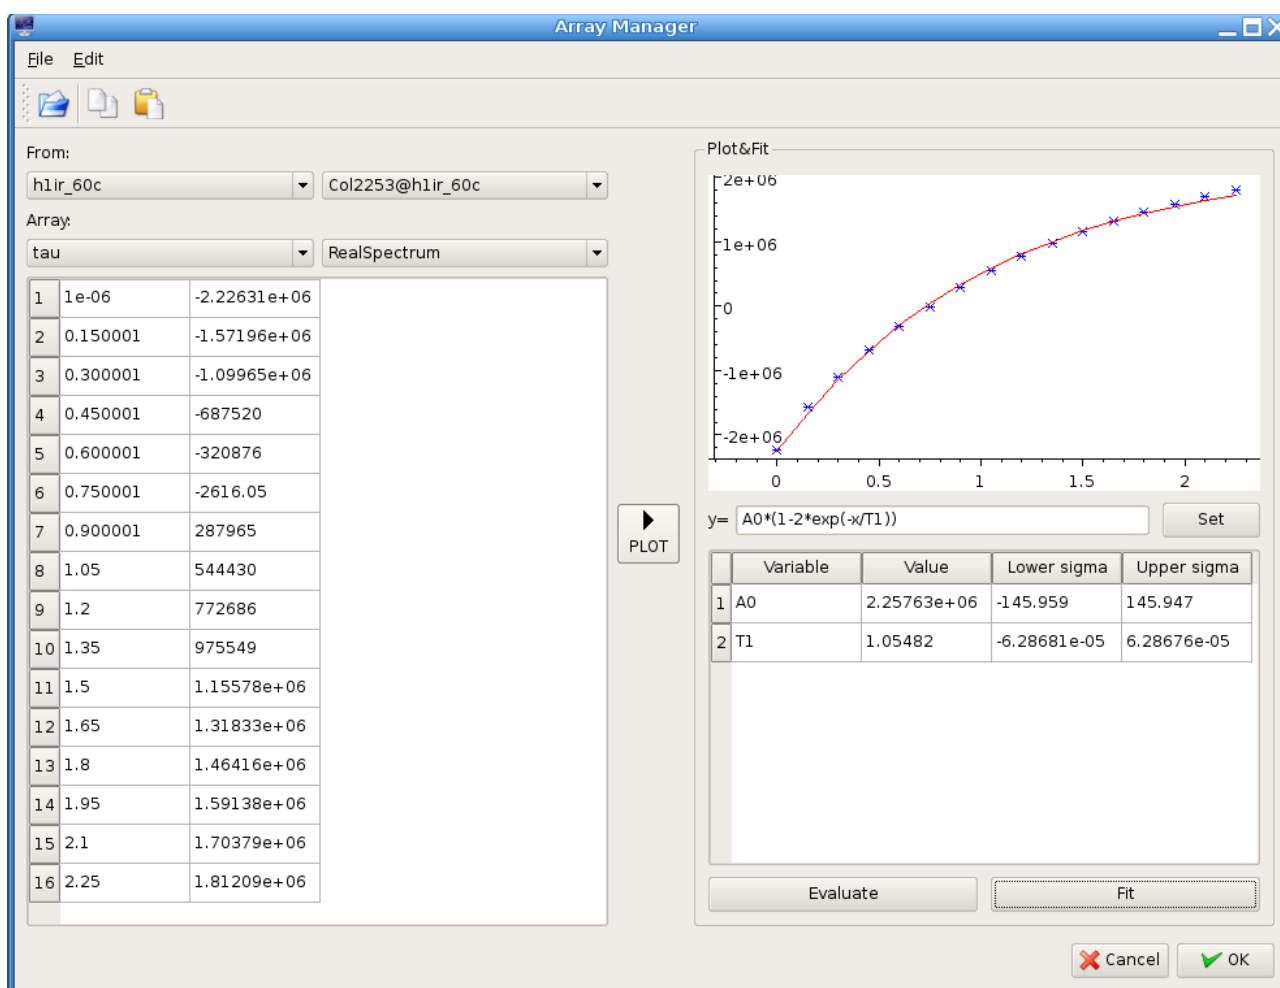 Array Manager
File Edit
From:
h1ir_60c Col2253@h1ir_60c
Array:
tau RealSpectrum
1 1e-06 -2.22631e+06
2 0.150001 -1.57196e+06
3 0.300001 -1.09965e+06
4 0.450001 -687520
5 0.600001 -320876
6 0.750001 -2616.05
7 0.900001 287965
8 1.05 544430
9 1.2 772686
10 1.35 975549
11 1.5 1.15578e+06
12 1.65 1.31833e+06
13 1.8 1.46416e+06
14 1.95 1.59138e+06
15 2.1 1.70379e+06
16 2.25 1.81209e+06
PLOT
Plot&Fit
2e+06
1e+06
0
-1e+06
-2e+06
0 0.5 1 1.5 2
y= A0*(1-2*exp(-x/T1)) Set
Variable Value Lower sigma Upper sigma
1 A0 2.25763e+06 -145.959 145.947
2 T1 1.05482 -6.28681e-05 6.28676e-05
Evaluate Fit
Cancel OK